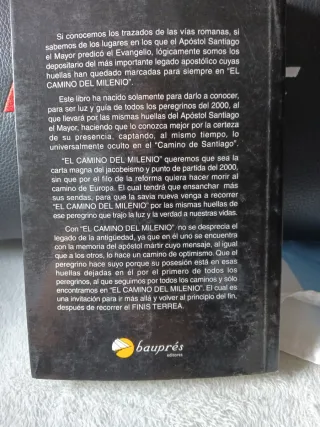 Si conocemos los trazados de las vías romanas, si
sabemos de los lugares en los que el Apóstol Santiago
el Mayor predicó el Evangelio, lógicamente somos los
depositario del más importante legado apostólico cuyas
huellas han quedado marcadas para siempre en "EL
CAMINO DEL MILENIO".
Este libro ha nacido solamente para darlo a conocer,
para ser luz y guía de todos los peregrinos del 2000, al
que llevará por las mismas huellas del Apóstol Santiago
el Mayor, haciendo que lo conozca mejor por la certeza
de su presencia, captando, al mismo tiempo, lo
universalmente oculto en el "Camino de Santiago".
"EL CAMINO DEL MILENIO" queremos que sea la
carta magna del jacobeismo y punto de partida del 2000,
sin que por el filo de la reforma quiera hacer morir al
camino de Europa. El cual tendrá que ensanchar más
sus sendas, para que la savia nueva venga a recorrer
"EL CAMINO DEL MILENIO" por las mismas huellas de
ese peregrino que trajo la luz y la verdad a nuestras vidas.
Con "EL CAMINO DEL MILENIO" no se desprecia el
legado de la antigüedad, ya que en él uno se encuentra
con la memoria del apóstol mártir cuyo mensaje, al igual
que a los otros, lo hace un camino de optimismo. Que el
peregrino hace suyo porque su posesión está en esas
huellas dejadas en él por el primero de todos los
peregrinos, al que seguimos por todos los caminos y sólo
encontramos en "EL CAMINO DEL MILENIO". El cual es
una invitación para ir más allá y volver al principio del fin,
después de recorrer el FINIS TERREA.
bauprés
editores